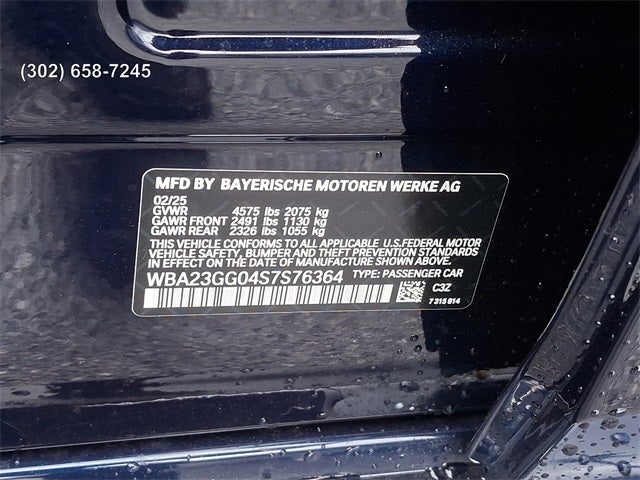 (302) 658-7245
MFD BY BAYERISCHE MOTOREN WERKE AG
02/25
GVWR 4575 lbs 2075 kg
GAWR FRONT 2491 lbs 1130 kg
GAWR REAR 2326 lbs 1055 kg
THIS VEHICLE CONFORMS TO ALL APPLICABLE U.S.FEDERAL MOTOR
VEHICLE SAFETY, BUMPER, AND THEFT PREVENTION STANDARDS
IN EFFECT ON THE DATE OF MANUFACTURE SHOWN ABOVE.
WBA23GG04S7S76364 TYPE: PASSENGER CAR
C3Z
7 315 014